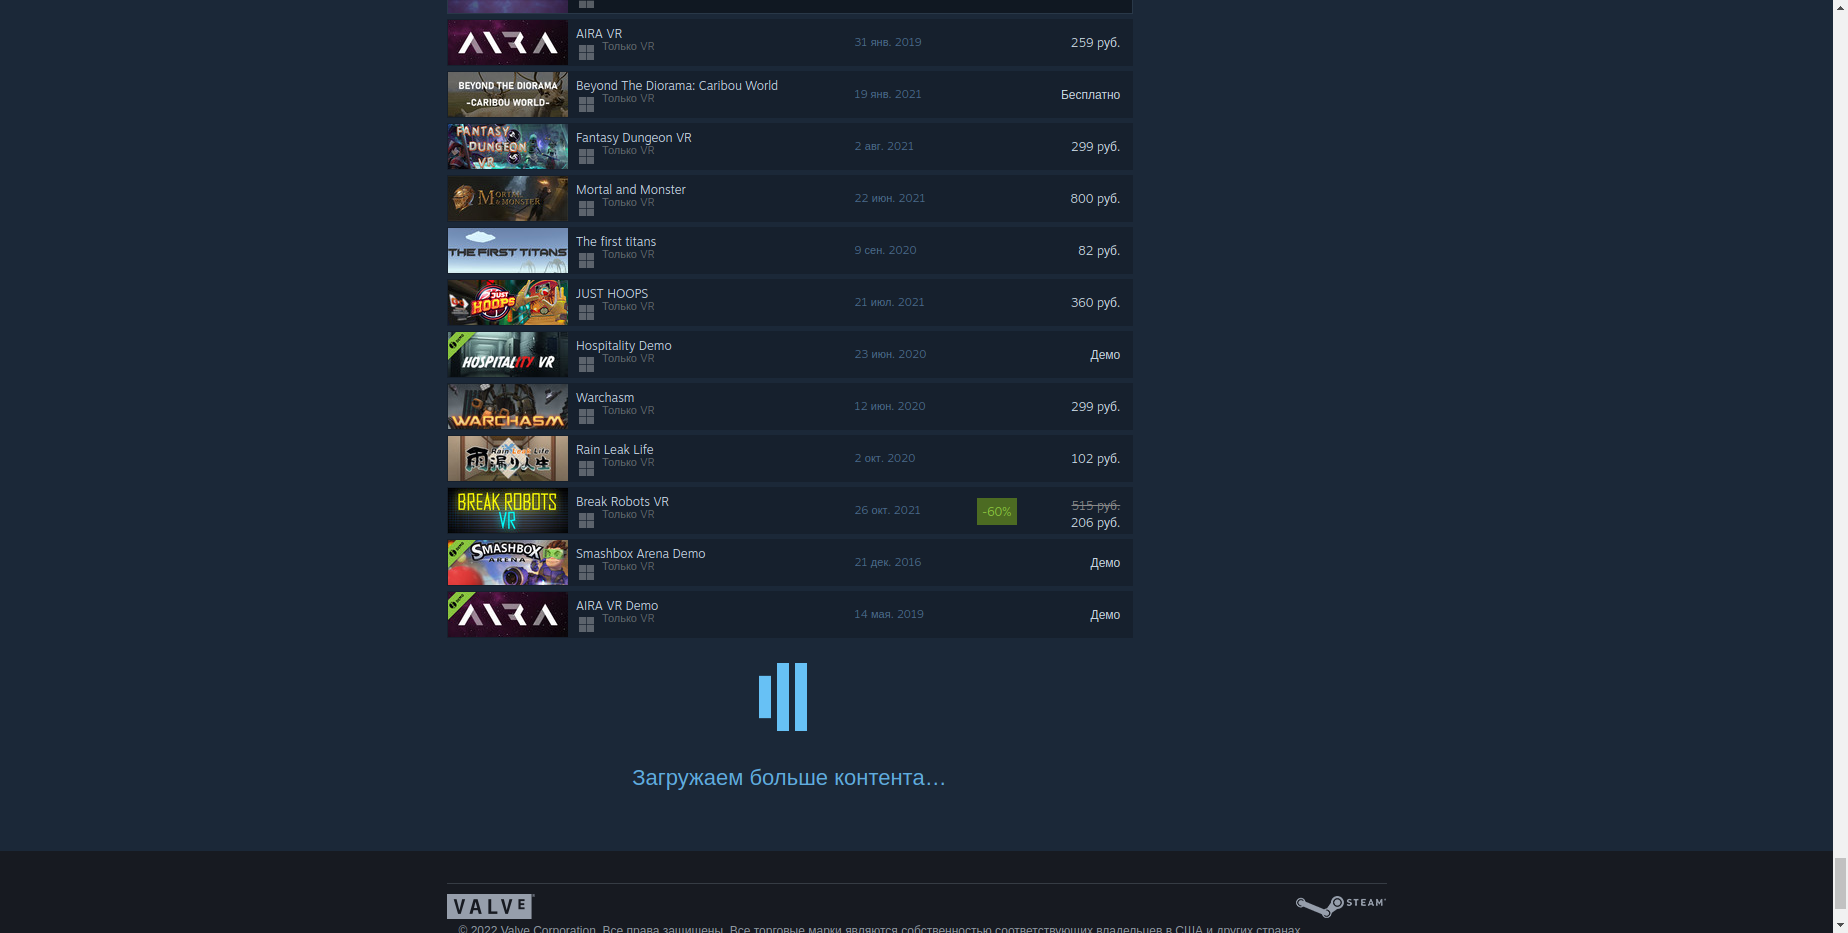 AIRA
AIRA VR
Только VR
31 янв. 2019
259 руб.
BEYOND THE DIORAMA
-CARIBOU WORLD-
Beyond The Diorama: Caribou World
Только VR
19 янв. 2021
Бесплатно
FANTASY
DUNGEON
VR
Fantasy Dungeon VR
Только VR
2 авг. 2021
299 руб.
MORTAL
& MONSTER
Mortal and Monster
Только VR
22 июн. 2021
800 руб.
THE FIRST TITANS
The first titans
Только VR
9 сен. 2020
82 руб.
JUST
HOOPS
JUST HOOPS
Только VR
21 июл. 2021
360 руб.
HOSPITALITY VR
Hospitality Demo
Только VR
23 июн. 2020
Демо
WARCHASM
Warchasm
Только VR
12 июн. 2020
299 руб.
Rain Leak Life
雨漏り人生
Rain Leak Life
Только VR
2 окт. 2020
102 руб.
BREAK ROBOTS
VR
Break Robots VR
Только VR
26 окт. 2021
-60%
515 руб.
206 руб.
SMASHBOX
ARENA
Smashbox Arena Demo
Только VR
21 дек. 2016
Демо
AIRA
AIRA VR Demo
Только VR
14 мая. 2019
Демо
Загружаем больше контента…
VALVE
STEAM
© 2022 Valve Corporation. Все права защищены. Все торговые марки являются собственностью соответствующих владельцев в США и других странах.